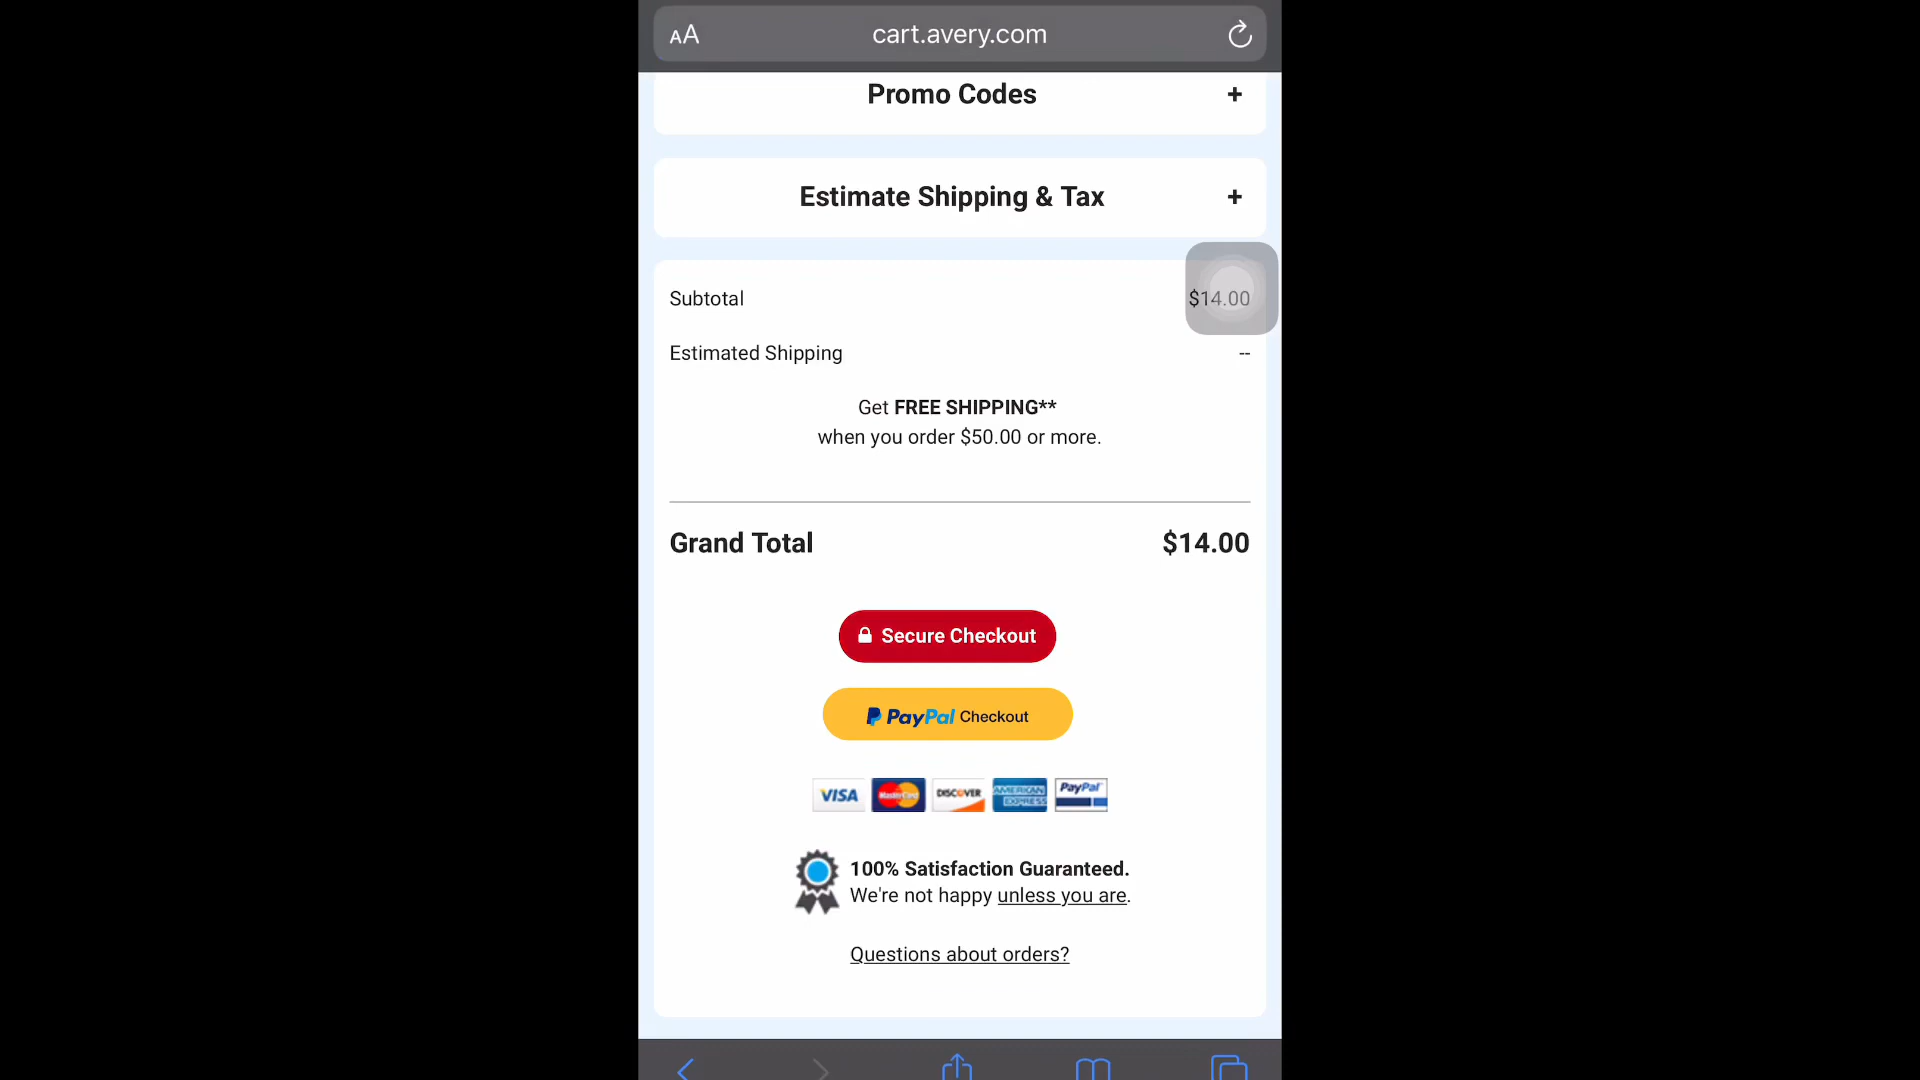 AA cart.avery.com
Promo Codes +
Estimate Shipping & Tax +
Subtotal $14.00
Estimated Shipping --
Get FREE SHIPPING**
when you order $50.00 or more.
Grand Total $14.00
Secure Checkout
PayPal Checkout
VISA MasterCard DISCOVER AMERICAN EXPRESS PayPal
100% Satisfaction Guaranteed.
We're not happy unless you are.
Questions about orders?